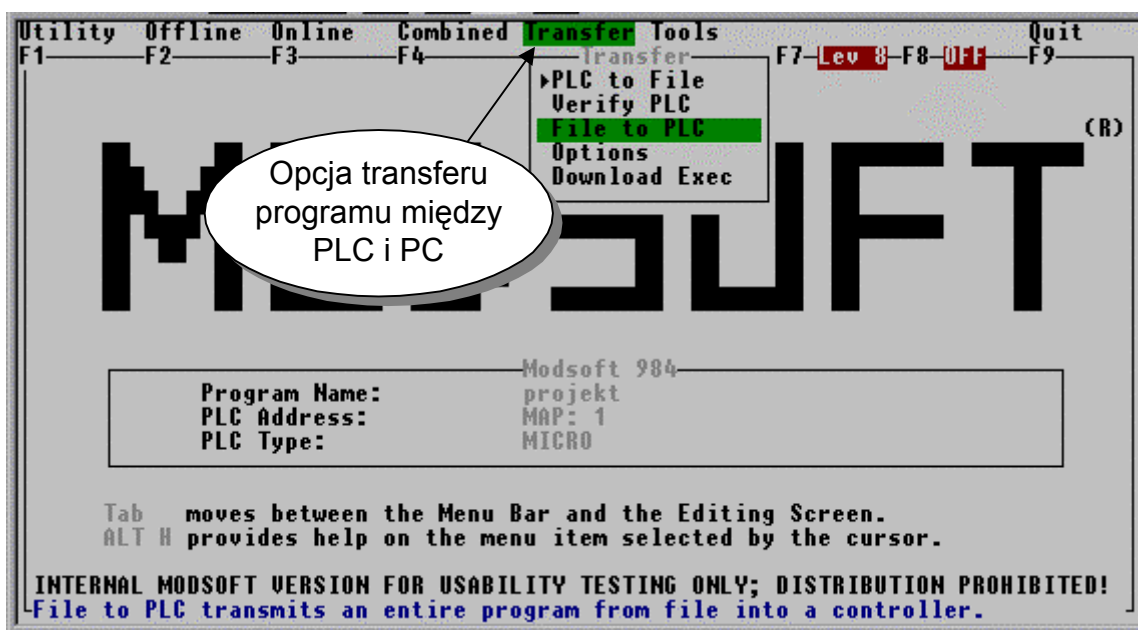 Utility Offline Online Combined Transfer Tools Quit
F1 F2 F3 F4 Transfer F7 Lev 8 F8 OFF F9
PLC to File
Verify PLC
File to PLC
(R)
Options
Download Exec
Opcja transferu
programu między
PLC i PC
MODSOFT
Modsoft 984
Program Name: projekt
PLC Address: MAP: 1
PLC Type: MICRO
Tab moves between the Menu Bar and the Editing Screen.
ALT H provides help on the menu item selected by the cursor.
INTERNAL MODSOFT VERSION FOR USABILITY TESTING ONLY; DISTRIBUTION PROHIBITED!
File to PLC transmits an entire program from file into a controller.